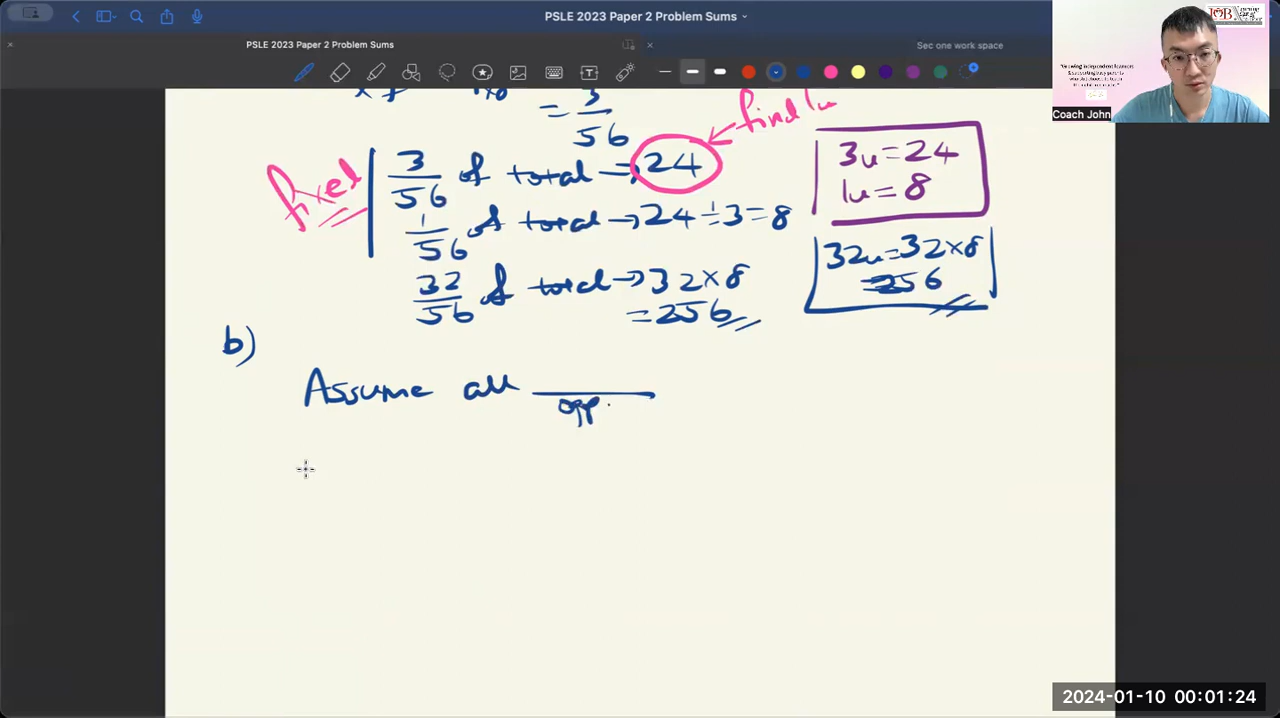 PSLE 2023 Paper 2 Problem Sums
PSLE 2023 Paper 2 Problem Sums
Sec one work space
= 3/56
find 1u
fixed
3/56 of total → 24
1/56 of total → 24 ÷ 3 = 8
32/56 of total → 32 × 8
= 256
3u = 24
1u = 8
32u = 32 × 8
= 256
b)
Assume all
opp.
Coach John
2024-01-10 00:01:24